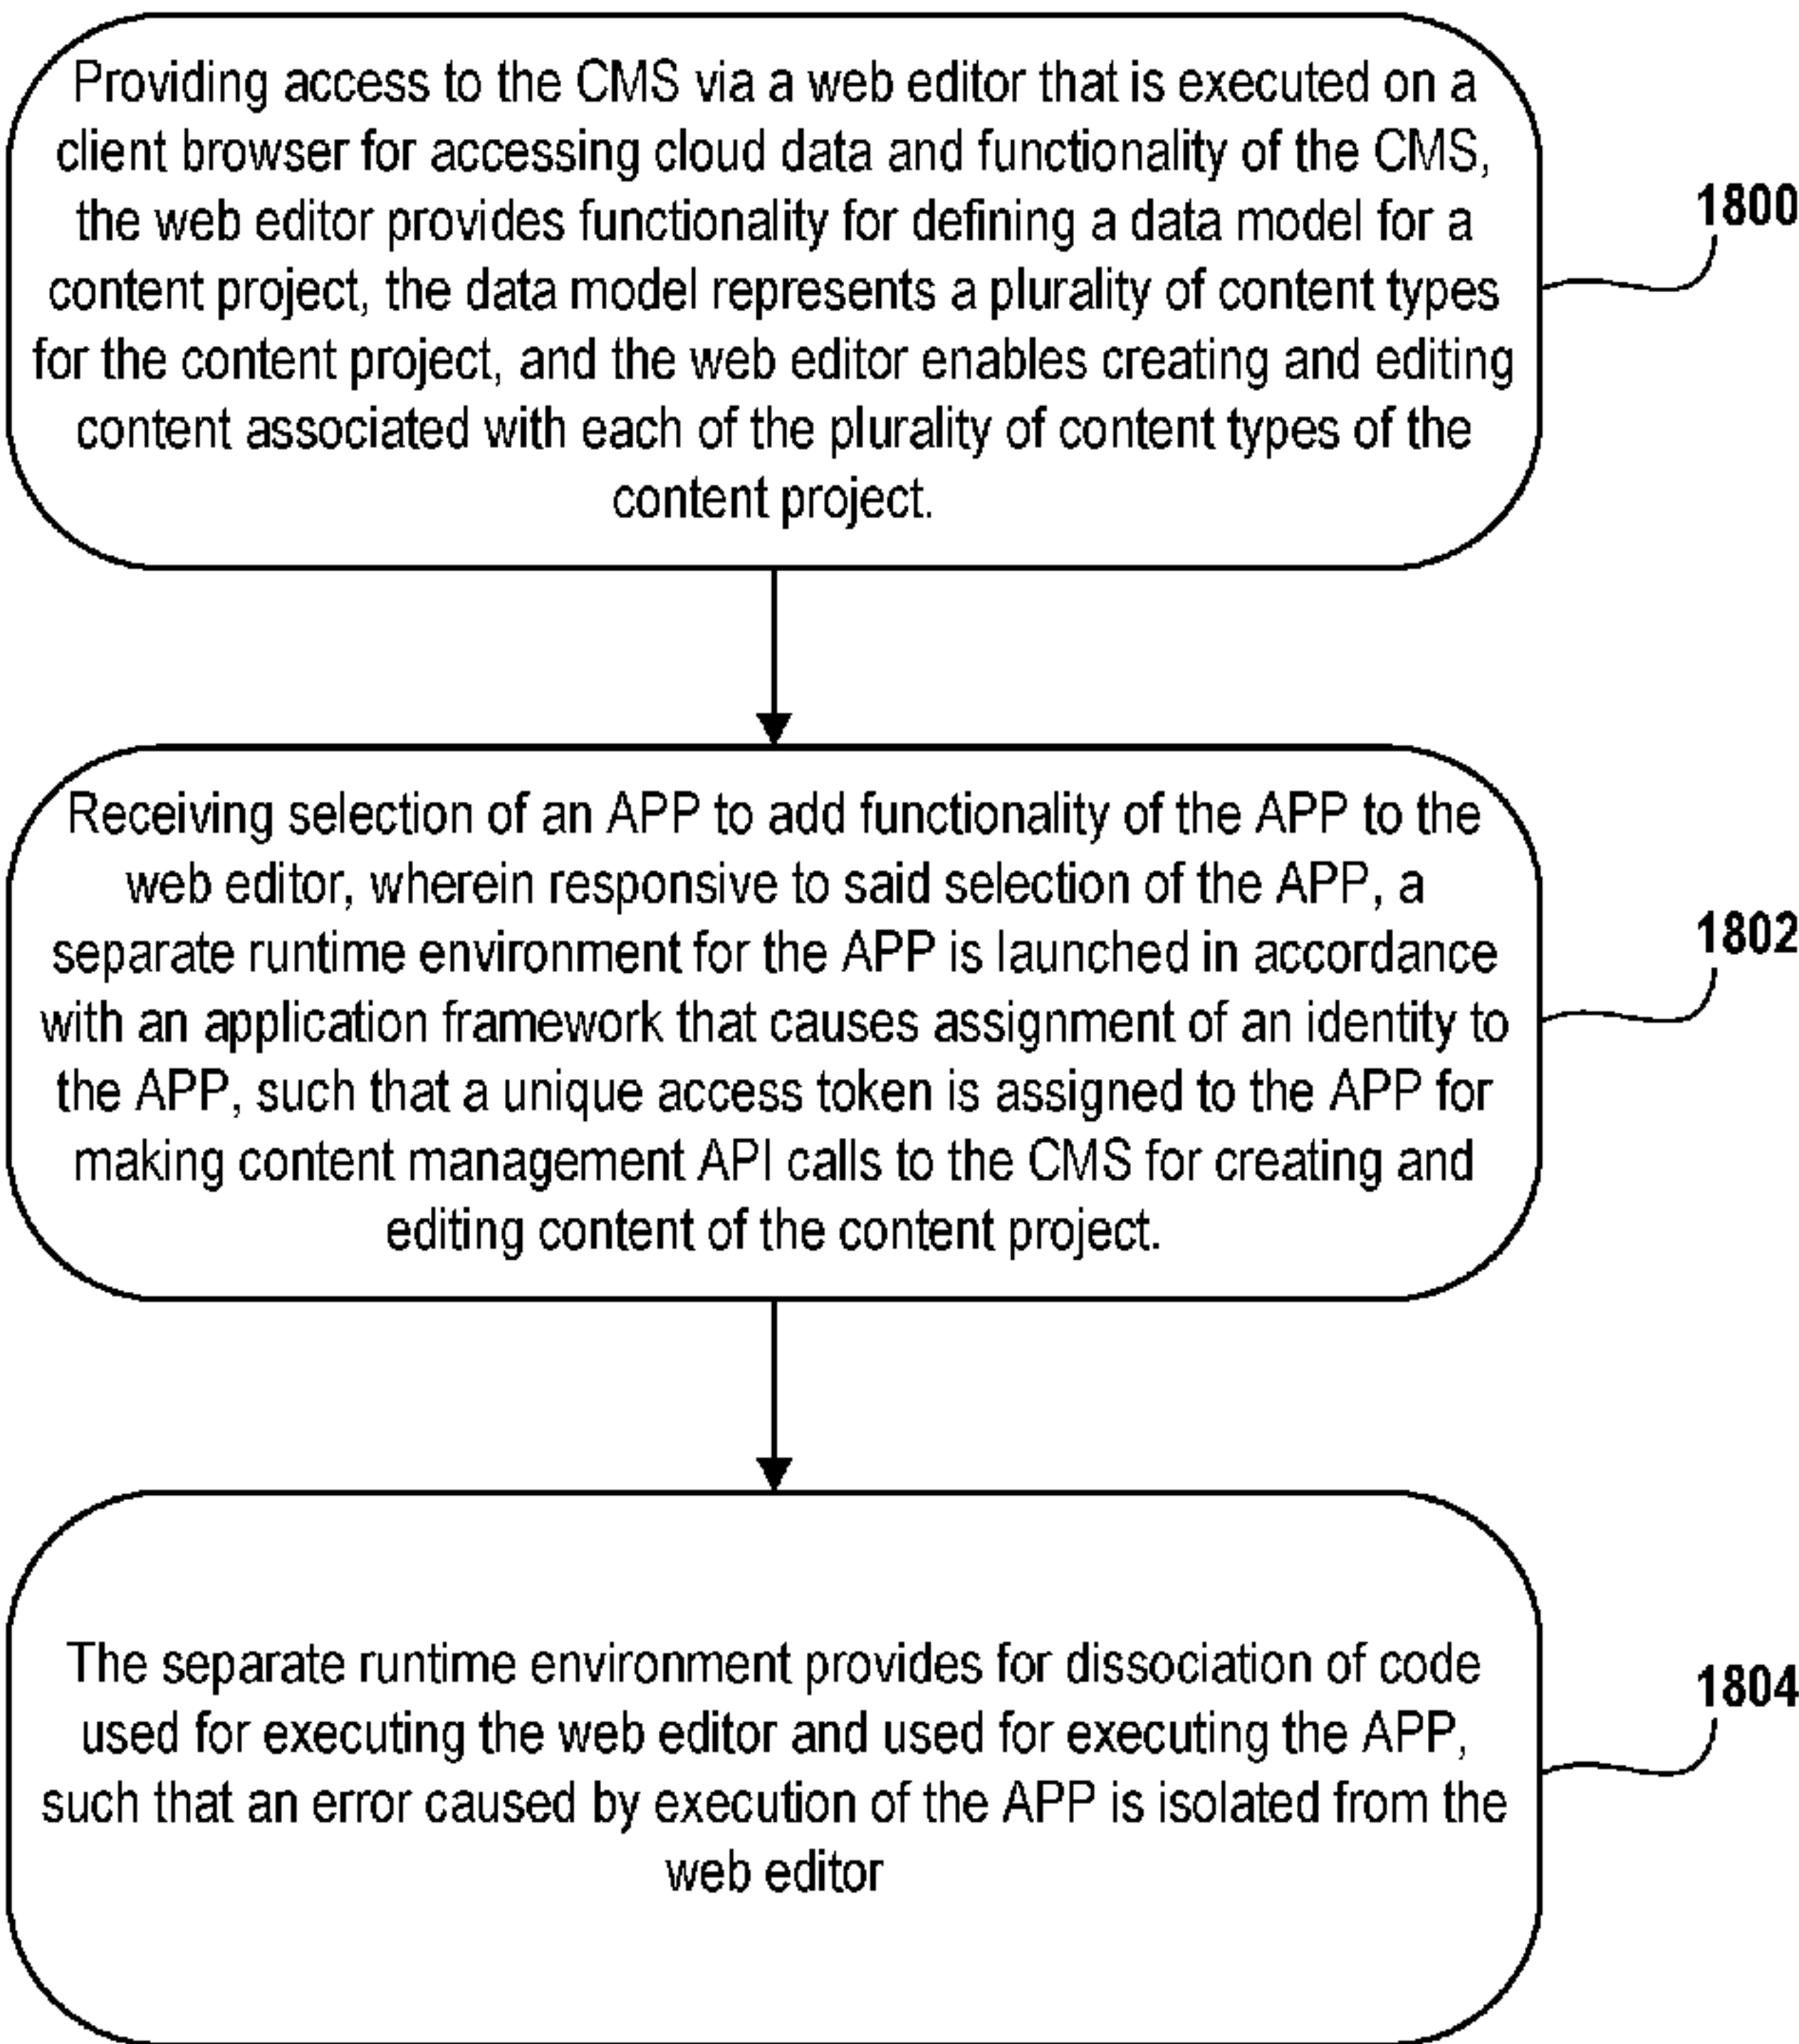 Providing access to the CMS via a web editor that is executed on a
client browser for accessing cloud data and functionality of the CMS,
the web editor provides functionality for defining a data model for a
content project, the data model represents a plurality of content types
for the content project, and the web editor enables creating and editing
content associated with each of the plurality of content types of the
content project.
1800
Receiving selection of an APP to add functionality of the APP to the
web editor, wherein responsive to said selection of the APP, a
separate runtime environment for the APP is launched in accordance
with an application framework that causes assignment of an identity to
the APP, such that a unique access token is assigned to the APP for
making content management API calls to the CMS for creating and
editing content of the content project.
1802
The separate runtime environment provides for dissociation of code
used for executing the web editor and used for executing the APP,
such that an error caused by execution of the APP is isolated from the
web editor
1804